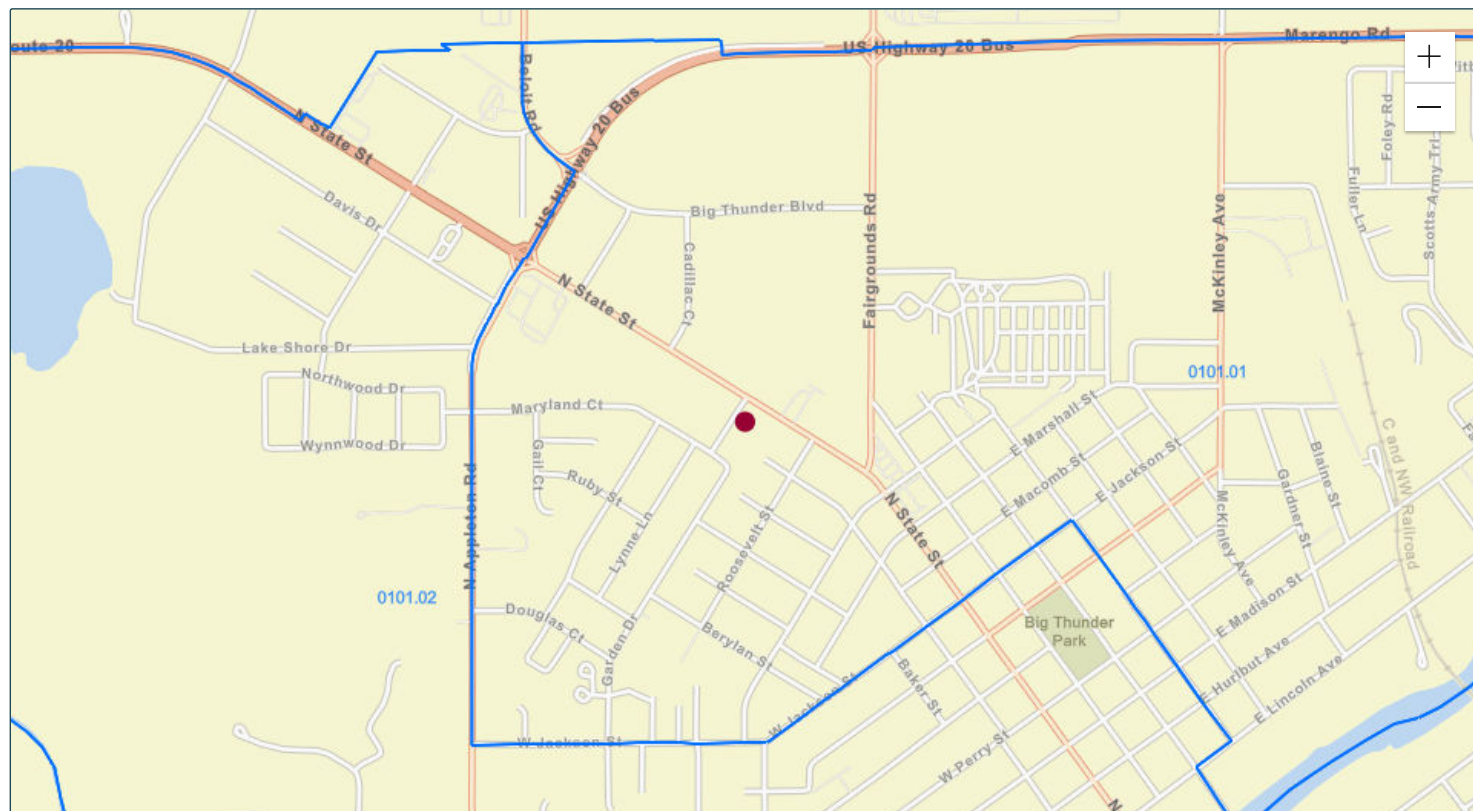 oute 20
US Highway 20 Bus
Marengo Rd
+
−
Beloit Rd
US Highway 20 Bus
N State St
Foley Rd
Fuller Ln
Scotts Army Trl
Davis Dr
Big Thunder Blvd
Fairgrounds Rd
McKinley Ave
Cadillac Ct
N State St
Lake Shore Dr
Northwood Dr
0101.01
Maryland Ct
Wynnwood Dr
Gail Ct
E Marshall St
C and NW Railroad
Blaine St
Gardner St
E Jackson St
E Macomb St
Ruby St
N Appleton Rd
Lynne Ln
Roosevelt St
N State St
McKinley Ave
0101.02
E Madison St
Douglas Ct
Garden Dr
Berylan St
Big Thunder
Park
E Hurlbut Ave
E Lincoln Ave
Baker St
W Jackson St
W Jackson St
W Perry St
N